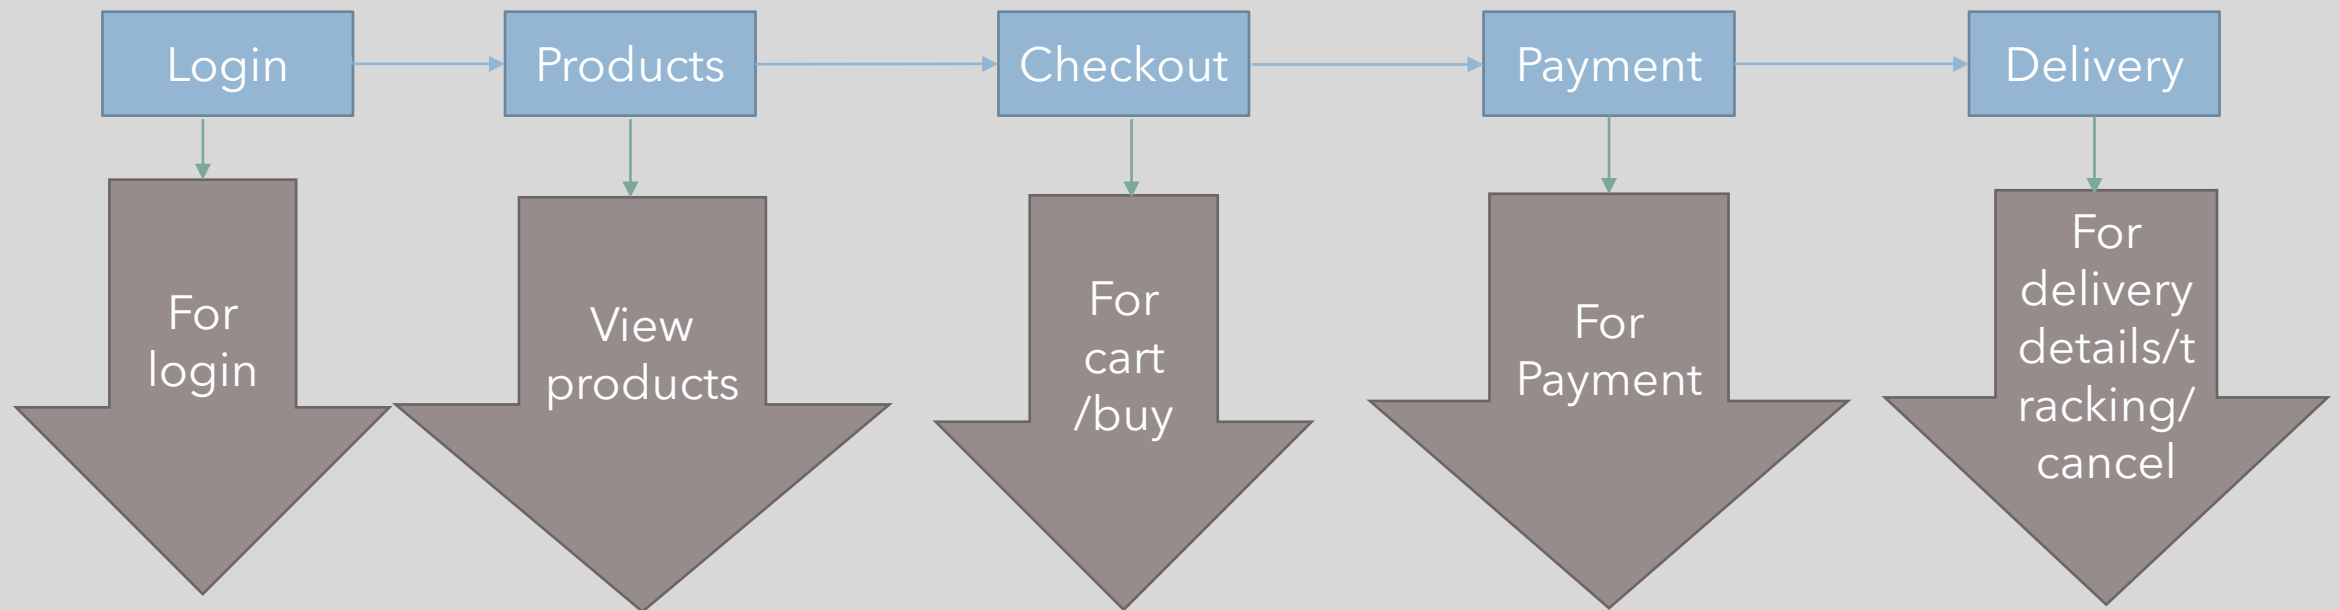 Login
Products
Checkout
Payment
Delivery
For
login
View
products
For
cart
/buy
For
Payment
For
delivery
details/t
racking/
cancel